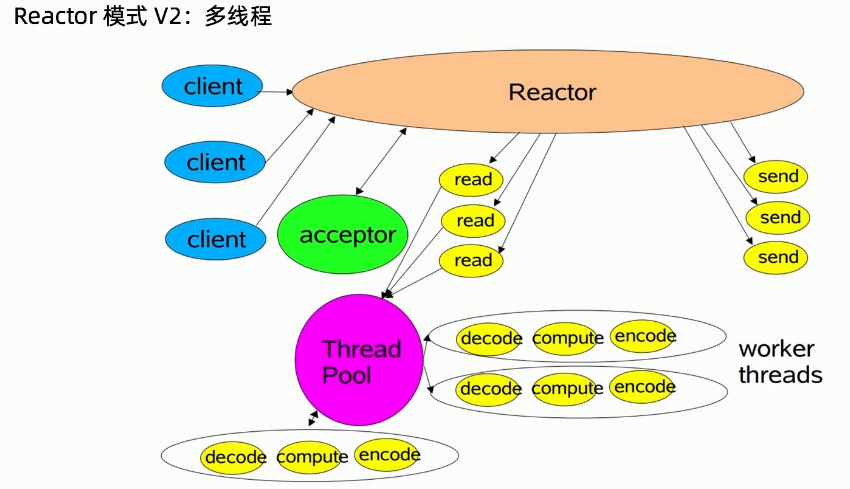 Reactor 模式 V2：多线程
client
Reactor
client
client
acceptor
read
read
read
send
send
send
Thread
Pool
decode compute encode
decode compute encode
worker
threads
decode compute encode